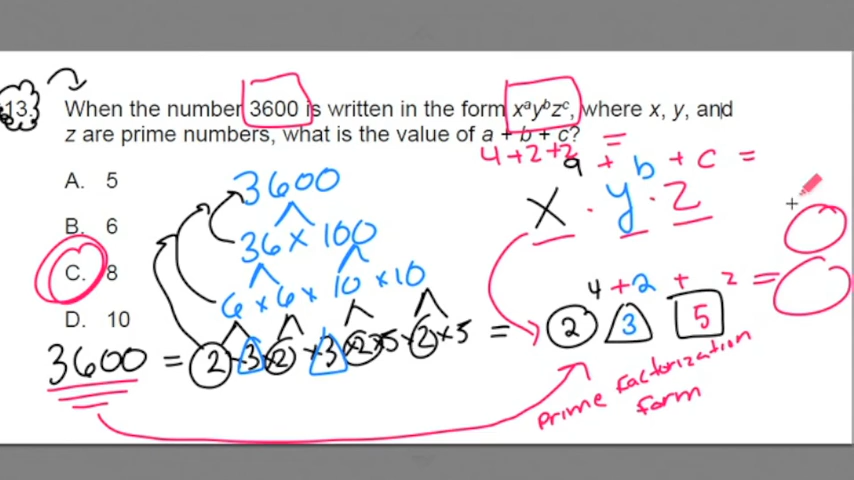 13. When the number 3600 is written in the form xᵃyᵇzᶜ, where x, y, and
z are prime numbers, what is the value of a + b + c?
4+2+2 =
a + b + c =
A. 5
3600
x · y · z
B. 6
36 × 100
C. 8
6 × 6 × 10 × 10
4 + 2 + 2 =
D. 10
3600 = 2 × 3 × 2 × 3 × 2 × 5 × 2 × 5 = 2 3 5
prime factorization
form